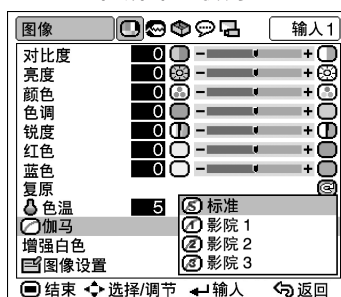 图像 输入1
对比度 0
亮度 0
颜色 0
色调 0
锐度 0
红色 0
蓝色 0
复原
色温 5 S 标准
伽马 1 影院 1
增强白色 2 影院 2
图像设置 3 影院 3
结束 选择/调节 输入 返回